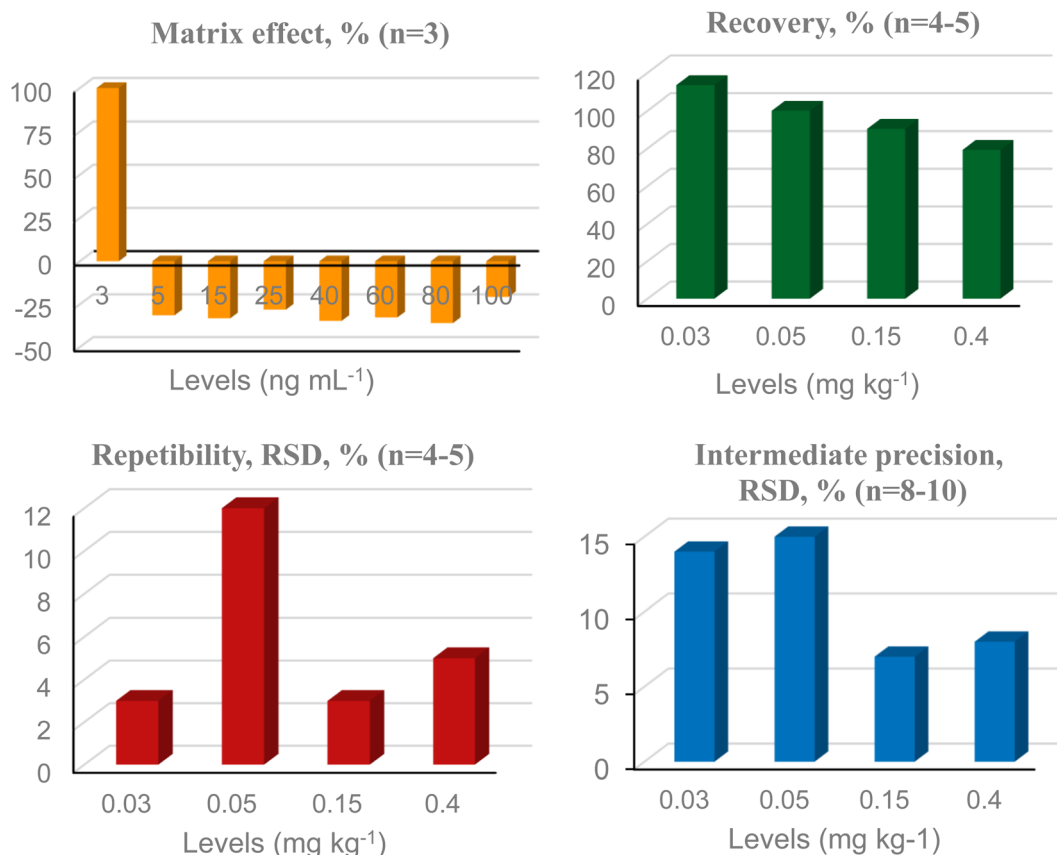 Matrix effect, % (n=3)
100
75
50
25
0
-25
-50
3 5 15 25 40 60 80 100
Levels (ng mL⁻¹)
Recovery, % (n=4-5)
120
100
80
60
40
20
0
0.03 0.05 0.15 0.4
Levels (mg kg⁻¹)
Repetibility, RSD, % (n=4-5)
12
10
8
6
4
2
0
0.03 0.05 0.15 0.4
Levels (mg kg⁻¹)
Intermediate precision,
RSD, % (n=8-10)
15
10
5
0
0.03 0.05 0.15 0.4
Levels (mg kg-1)